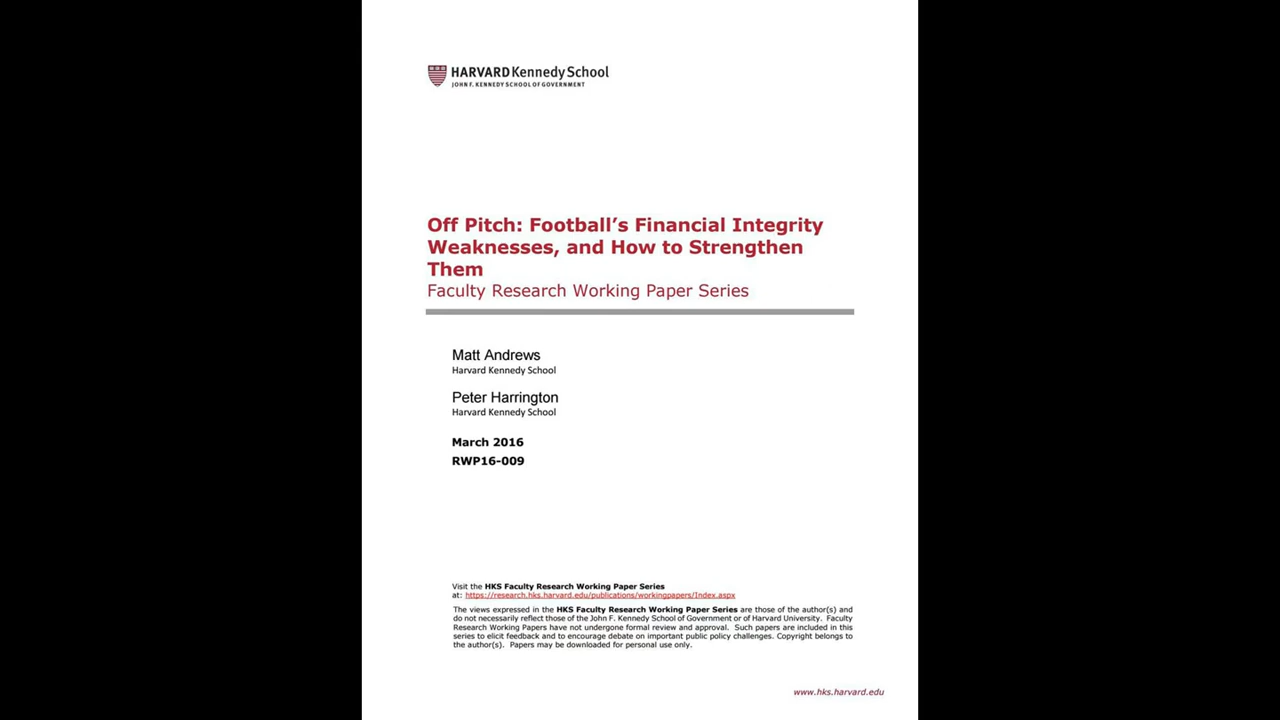 HARVARD Kennedy School
JOHN F. KENNEDY SCHOOL OF GOVERNMENT
Off Pitch: Football’s Financial Integrity
Weaknesses, and How to Strengthen
Them
Faculty Research Working Paper Series
Matt Andrews
Harvard Kennedy School
Peter Harrington
Harvard Kennedy School
March 2016
RWP16-009
Visit the HKS Faculty Research Working Paper Series
at: https://research.hks.harvard.edu/publications/workingpapers/Index.aspx
The views expressed in the HKS Faculty Research Working Paper Series are those of the author(s) and
do not necessarily reflect those of the John F. Kennedy School of Government or of Harvard University. Faculty
Research Working Papers have not undergone formal review and approval. Such papers are included in this
series to elicit feedback and to encourage debate on important public policy challenges. Copyright belongs to
the author(s). Papers may be downloaded for personal use only.
www.hks.harvard.edu